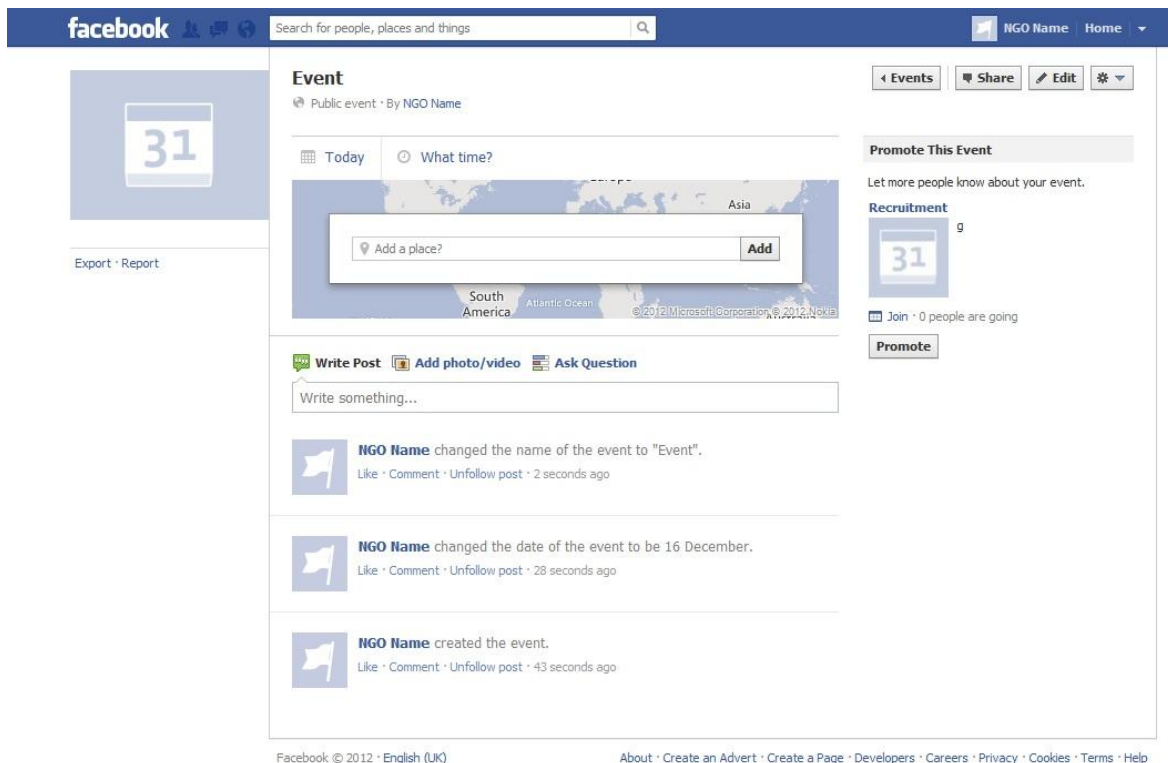 facebook
Search for people, places and things
NGO Name
Home
31
Export · Report
Event
Public event · By NGO Name
Events
Share
Edit
Today
What time?
Asia
Add a place?
Add
South
America
Atlantic Ocean
© 2012 Microsoft Corporation © 2012 Nokia
Write Post
Add photo/video
Ask Question
Write something...
NGO Name changed the name of the event to "Event".
Like · Comment · Unfollow post · 2 seconds ago
NGO Name changed the date of the event to be 16 December.
Like · Comment · Unfollow post · 28 seconds ago
NGO Name created the event.
Like · Comment · Unfollow post · 43 seconds ago
Promote This Event
Let more people know about your event.
Recruitment
g
31
Join · 0 people are going
Promote
Facebook © 2012 · English (UK)
About · Create an Advert · Create a Page · Developers · Careers · Privacy · Cookies · Terms · Help